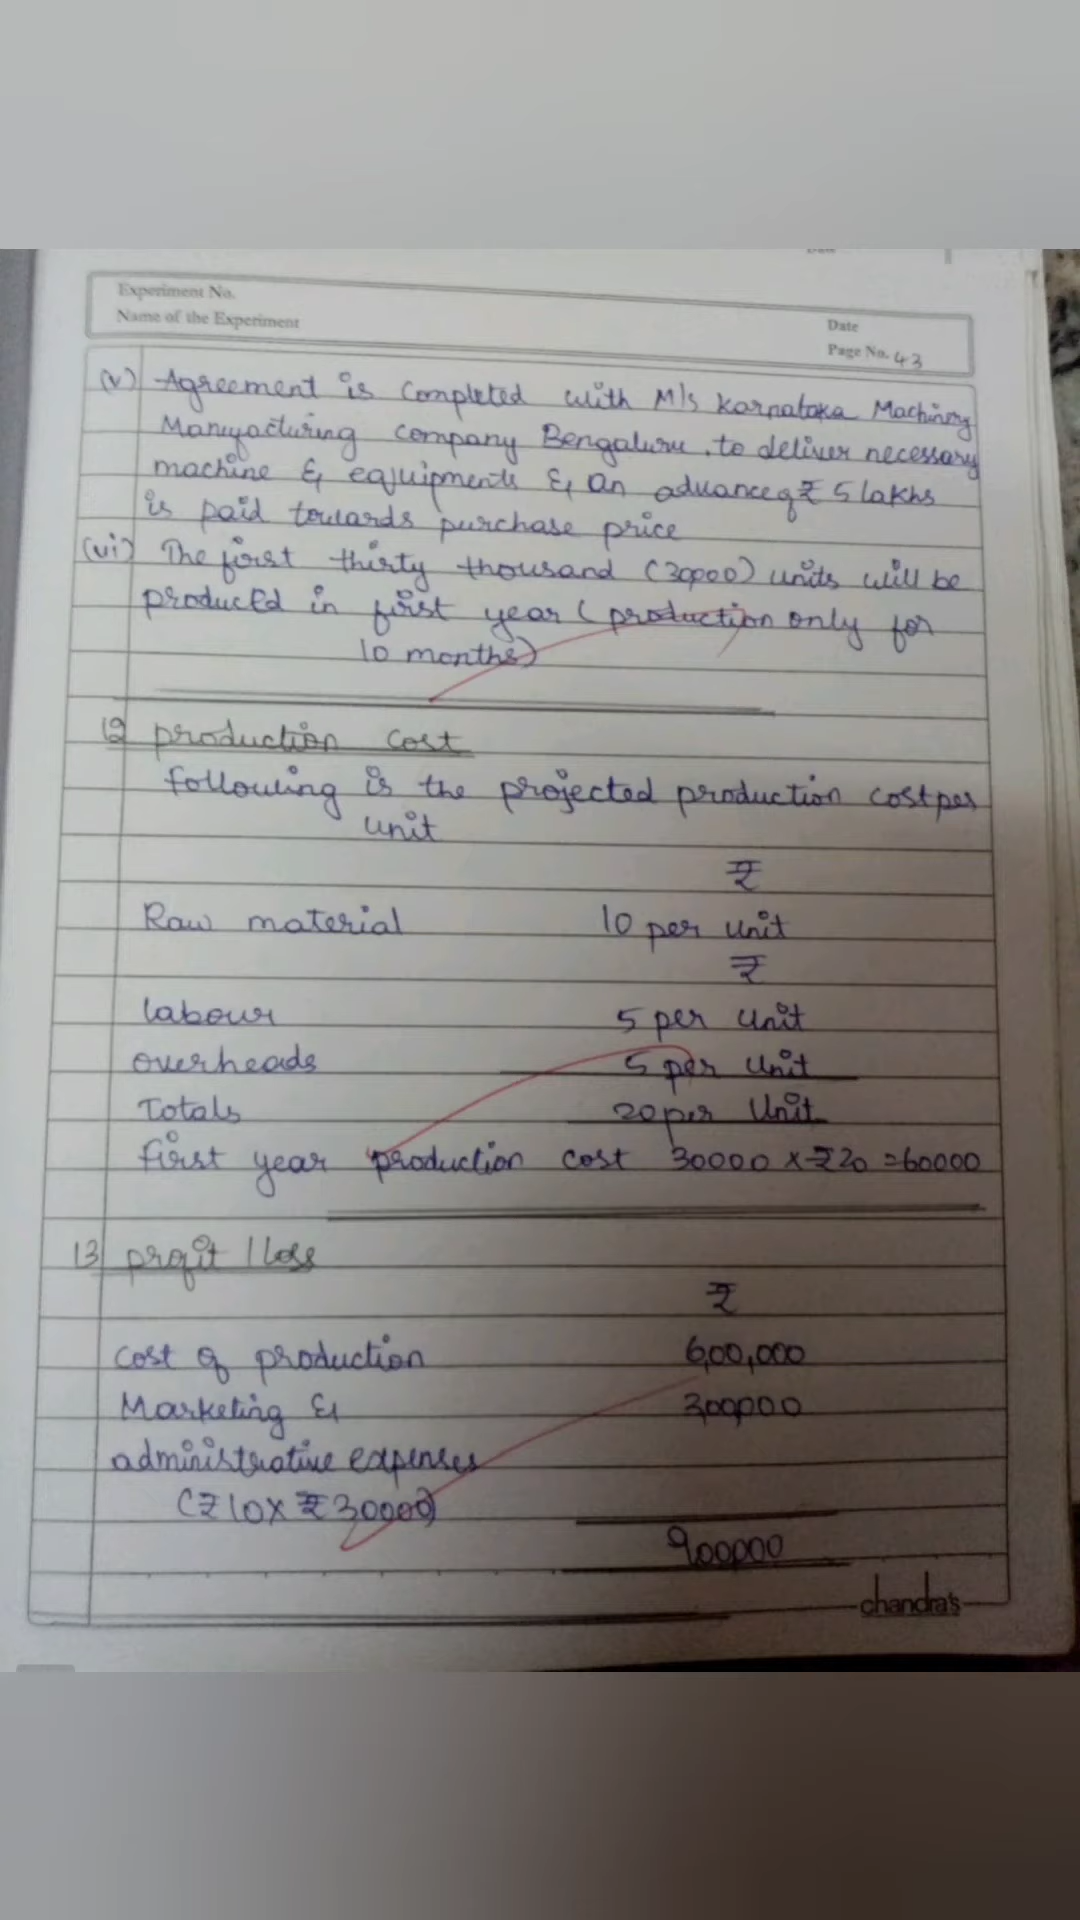 Experiment No.
Name of the Experiment
Date
Page No. 43
(v) Agreement is completed with M/s Karnataka Machinery
Manufacturing company Bengaluru, to deliver necessary
machine & equipments & an advance of ₹ 5 lakhs
is paid towards purchase price
(vi) The first thirty thousand (30000) units will be
produced in first year (production only for
10 months)
12 production cost
following is the projected production cost per
unit
₹
Raw material 10 per unit
₹
labour 5 per unit
overheads 5 per unit
Totals 20 per unit
first year production cost 30000 x ₹20 =60000
13 profit / loss
₹
cost of production 6,00,000
Marketing & 300000
administrative expenses
(₹10 x ₹30000)
900000
chandra's